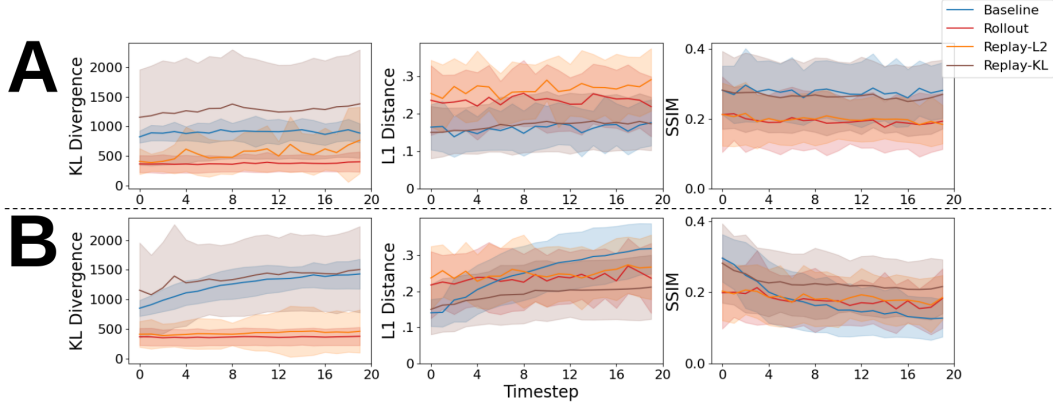 Baseline
Rollout
Replay-L2
Replay-KL
A
KL Divergence
2000
1500
1000
500
0
0 4 8 12 16 20
L1 Distance
.3
.2
.1
0
0 4 8 12 16 20
SSIM
0.4
0.2
0.0
0 4 8 12 16 20
B
KL Divergence
2000
1500
1000
500
0
0 4 8 12 16 20
L1 Distance
.4
.3
.2
.1
0
0 4 8 12 16 20
Timestep
SSIM
0.4
0.2
0.0
0 4 8 12 16 20